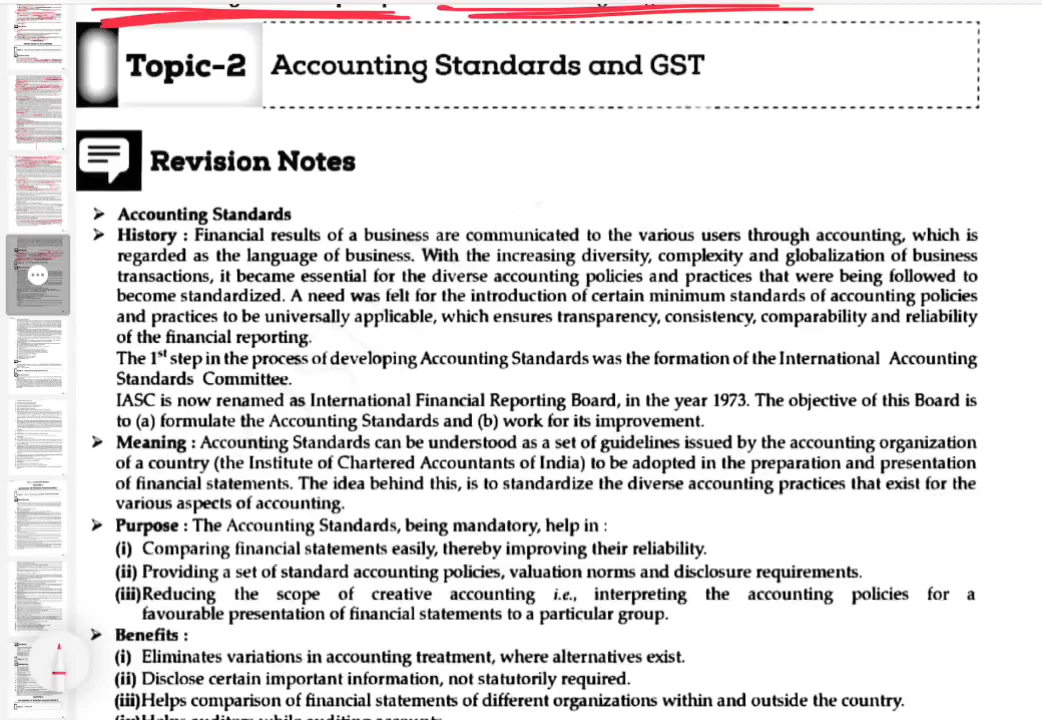 Topic-2 Accounting Standards and GST
Revision Notes
➤ Accounting Standards
➤ History : Financial results of a business are communicated to the various users through accounting, which is
regarded as the language of business. With the increasing diversity, complexity and globalization of business
transactions, it became essential for the diverse accounting policies and practices that were being followed to
become standardized. A need was felt for the introduction of certain minimum standards of accounting policies
and practices to be universally applicable, which ensures transparency, consistency, comparability and reliability
of the financial reporting.
The 1st step in the process of developing Accounting Standards was the formation of the International Accounting
Standards Committee.
IASC is now renamed as International Financial Reporting Board, in the year 1973. The objective of this Board is
to (a) formulate the Accounting Standards and (b) work for its improvement.
➤ Meaning : Accounting Standards can be understood as a set of guidelines issued by the accounting organization
of a country (the Institute of Chartered Accountants of India) to be adopted in the preparation and presentation
of financial statements. The idea behind this, is to standardize the diverse accounting practices that exist for the
various aspects of accounting.
➤ Purpose : The Accounting Standards, being mandatory, help in :
(i) Comparing financial statements easily, thereby improving their reliability.
(ii) Providing a set of standard accounting policies, valuation norms and disclosure requirements.
(iii)Reducing the scope of creative accounting i.e., interpreting the accounting policies for a
favourable presentation of financial statements to a particular group.
➤ Benefits :
(i) Eliminates variations in accounting treatment, where alternatives exist.
(ii) Disclose certain important information, not statutorily required.
(iii)Helps comparison of financial statements of different organizations within and outside the country.